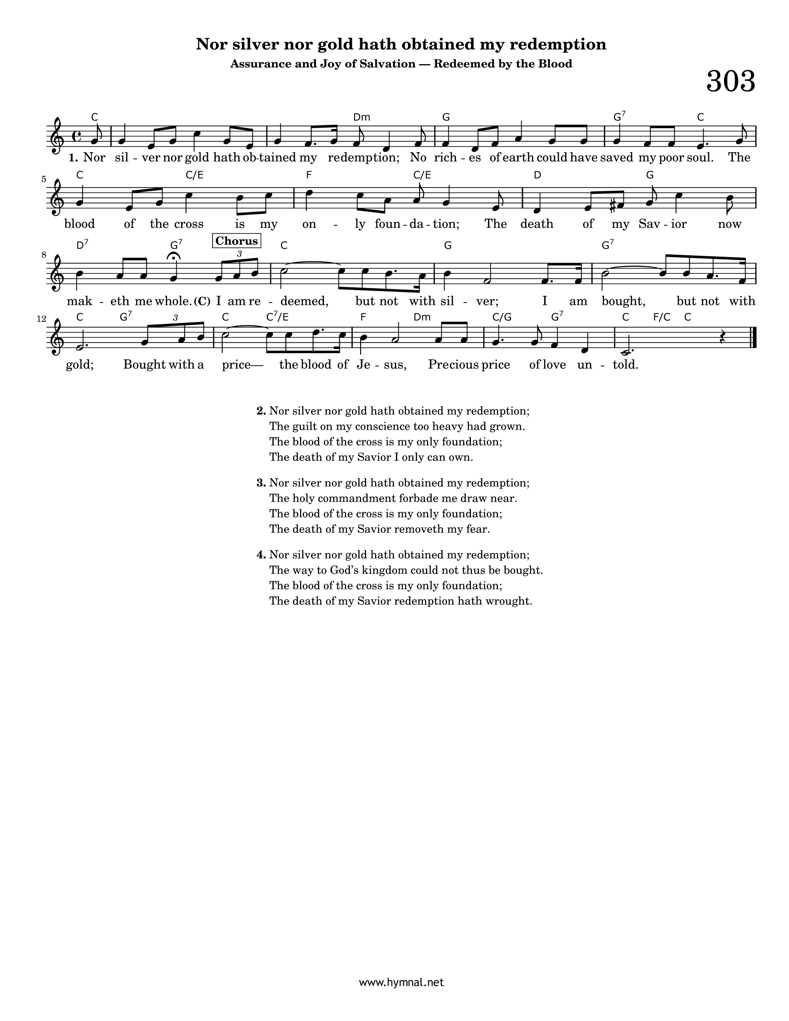 Nor silver nor gold hath obtained my redemption
Assurance and Joy of Salvation — Redeemed by the Blood
303
C Dm G G7 C
1. Nor sil - ver nor gold hath ob-tained my redemption; No rich - es of earth could have saved my poor soul. The
5
C C/E F C/E D G
blood of the cross is my on - ly foun - da - tion; The death of my Sav - ior now
8
D7 G7 Chorus C G G7
3
mak - eth me whole. (C) I am re - deemed, but not with sil - ver; I am bought, but not with
12
C G7 C C7/E F Dm C/G G7 C F/C C
3
gold; Bought with a price— the blood of Je - sus, Precious price of love un - told.
2. Nor silver nor gold hath obtained my redemption;
The guilt on my conscience too heavy had grown.
The blood of the cross is my only foundation;
The death of my Savior I only can own.
3. Nor silver nor gold hath obtained my redemption;
The holy commandment forbade me draw near.
The blood of the cross is my only foundation;
The death of my Savior removeth my fear.
4. Nor silver nor gold hath obtained my redemption;
The way to God's kingdom could not thus be bought.
The blood of the cross is my only foundation;
The death of my Savior redemption hath wrought.
www.hymnal.net